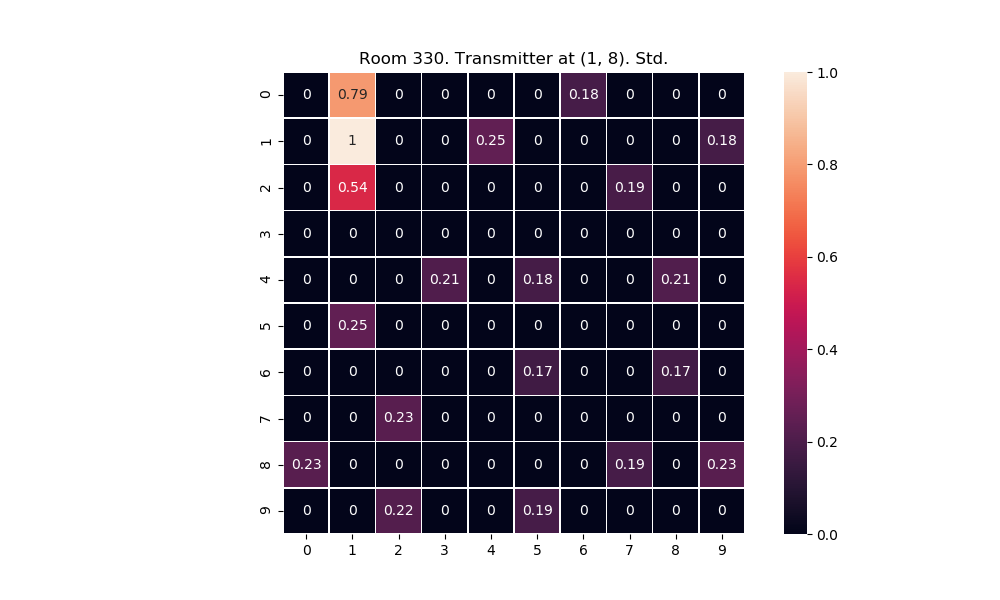 Room 330. Transmitter at (1, 8). Std.
0 0 0.79 0 0 0 0 0.18 0 0 0
1 0 1 0 0 0.25 0 0 0 0 0.18
2 0 0.54 0 0 0 0 0 0.19 0 0
3 0 0 0 0 0 0 0 0 0 0
4 0 0 0 0.21 0 0.18 0 0 0.21 0
5 0 0.25 0 0 0 0 0 0 0 0
6 0 0 0 0 0 0.17 0 0 0.17 0
7 0 0 0.23 0 0 0 0 0 0 0
8 0.23 0 0 0 0 0 0 0.19 0 0.23
9 0 0 0.22 0 0 0.19 0 0 0 0
0 1 2 3 4 5 6 7 8 9
1.0
0.8
0.6
0.4
0.2
0.0